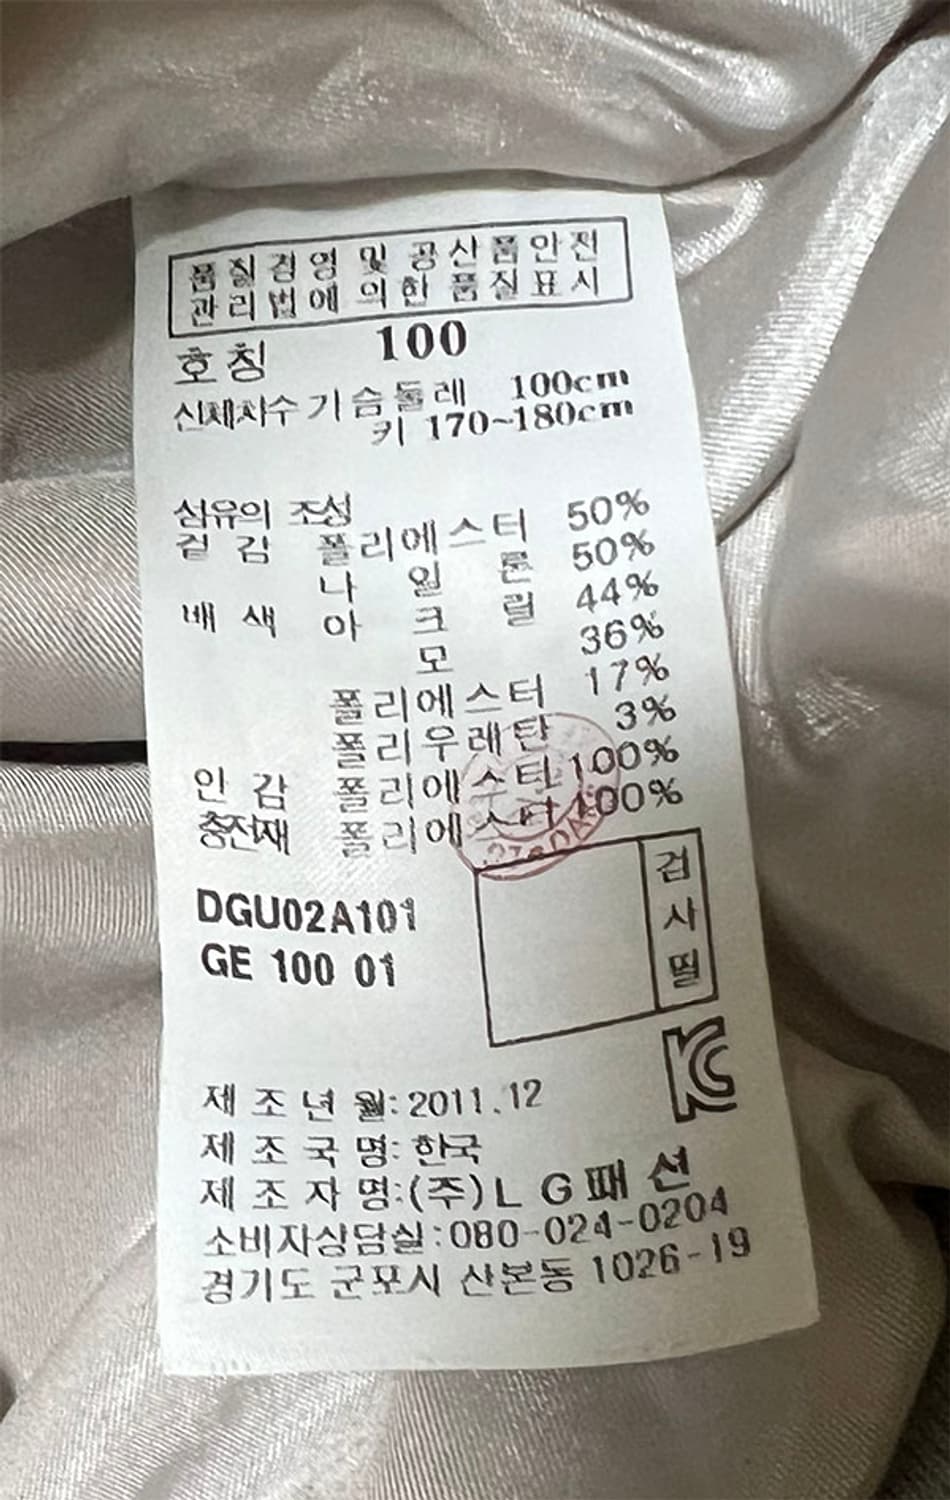 품질경영 및 공산품안전
관리법에 의한 품질표시
호칭 100
신체치수 가슴둘레 100cm
키 170~180cm
섬유의 조성
겉 감 폴리에스터 50%
나 일 론 50%
배 색 아 크 릴 44%
모 36%
폴리에스터 17%
폴리우레탄 3%
안 감 폴리에스터 100%
충전재 폴리에스터 100%
DGU02A101
GE 100 01
검사필
KC
제 조 년 월: 2011.12
제 조 국 명: 한국
제 조 자 명:(주)LG패션
소비자상담실:080-024-0204
경기도 군포시 산본동 1026-19